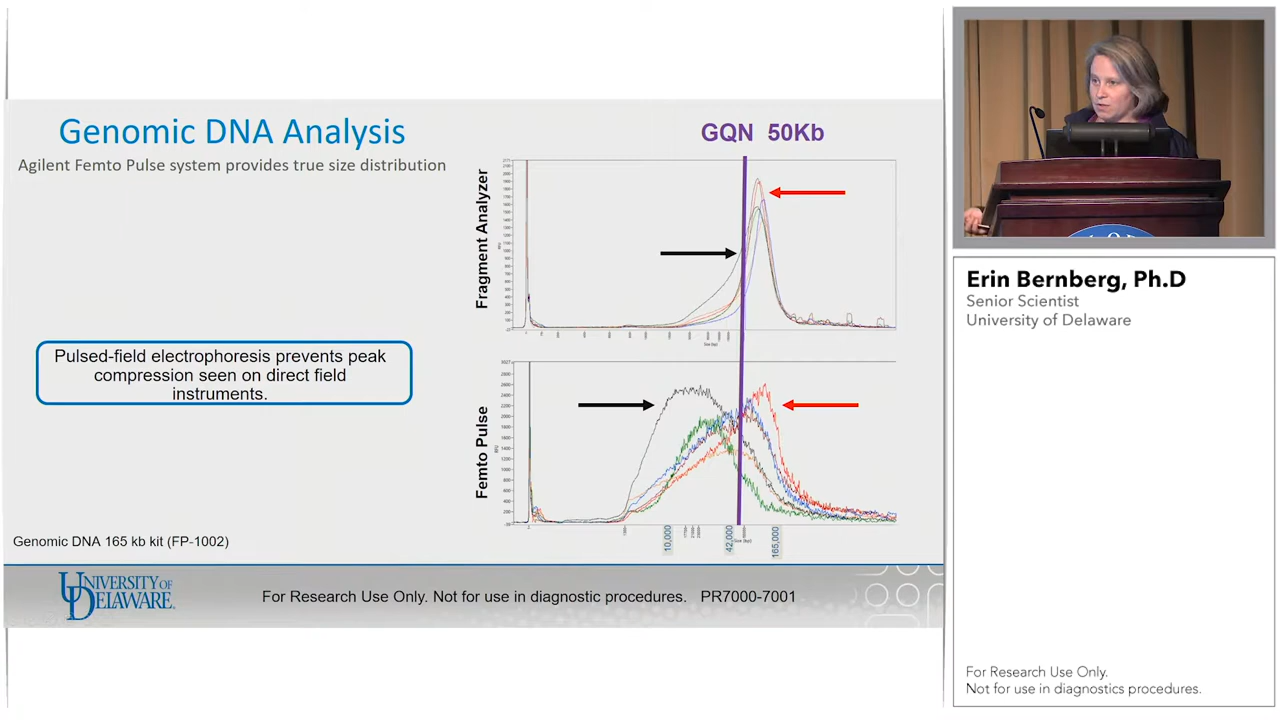 Genomic DNA Analysis
Agilent Femto Pulse system provides true size distribution
GQN 50Kb
Fragment Analyzer
Femto Pulse
Pulsed-field electrophoresis prevents peak
compression seen on direct field
instruments.
10,000
42,000
165,000
Size (bp)
Genomic DNA 165 kb kit (FP-1002)
UNIVERSITY OF
DELAWARE
For Research Use Only. Not for use in diagnostic procedures. PR7000-7001
Erin Bernberg, Ph.D
Senior Scientist
University of Delaware
For Research Use Only.
Not for use in diagnostics procedures.